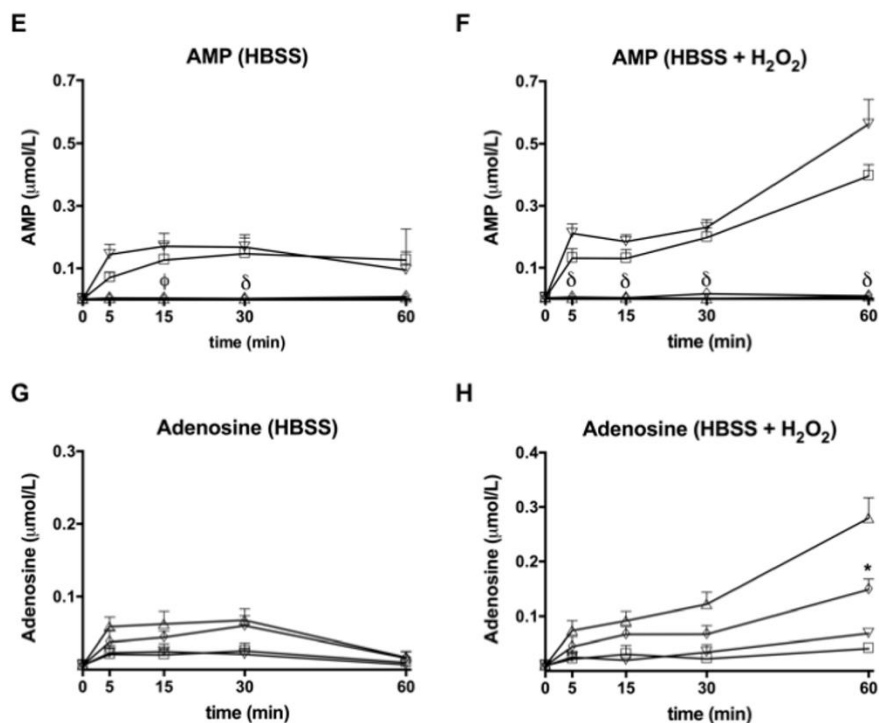 E
AMP (HBSS)
0.7
0.5
0.3
0.1
AMP (μmol/L)
ϕ
δ
0 5 15 30 60
time (min)
F
AMP (HBSS + H₂O₂)
0.7
0.5
0.3
0.1
AMP (μmol/L)
δ δ δ δ
0 5 15 30 60
time (min)
G
Adenosine (HBSS)
0.3
0.2
0.1
Adenosine (μmol/L)
0 5 15 30 60
time (min)
H
Adenosine (HBSS + H₂O₂)
0.4
0.3
0.2
0.1
Adenosine (μmol/L)
*
0 5 15 30 60
time (min)